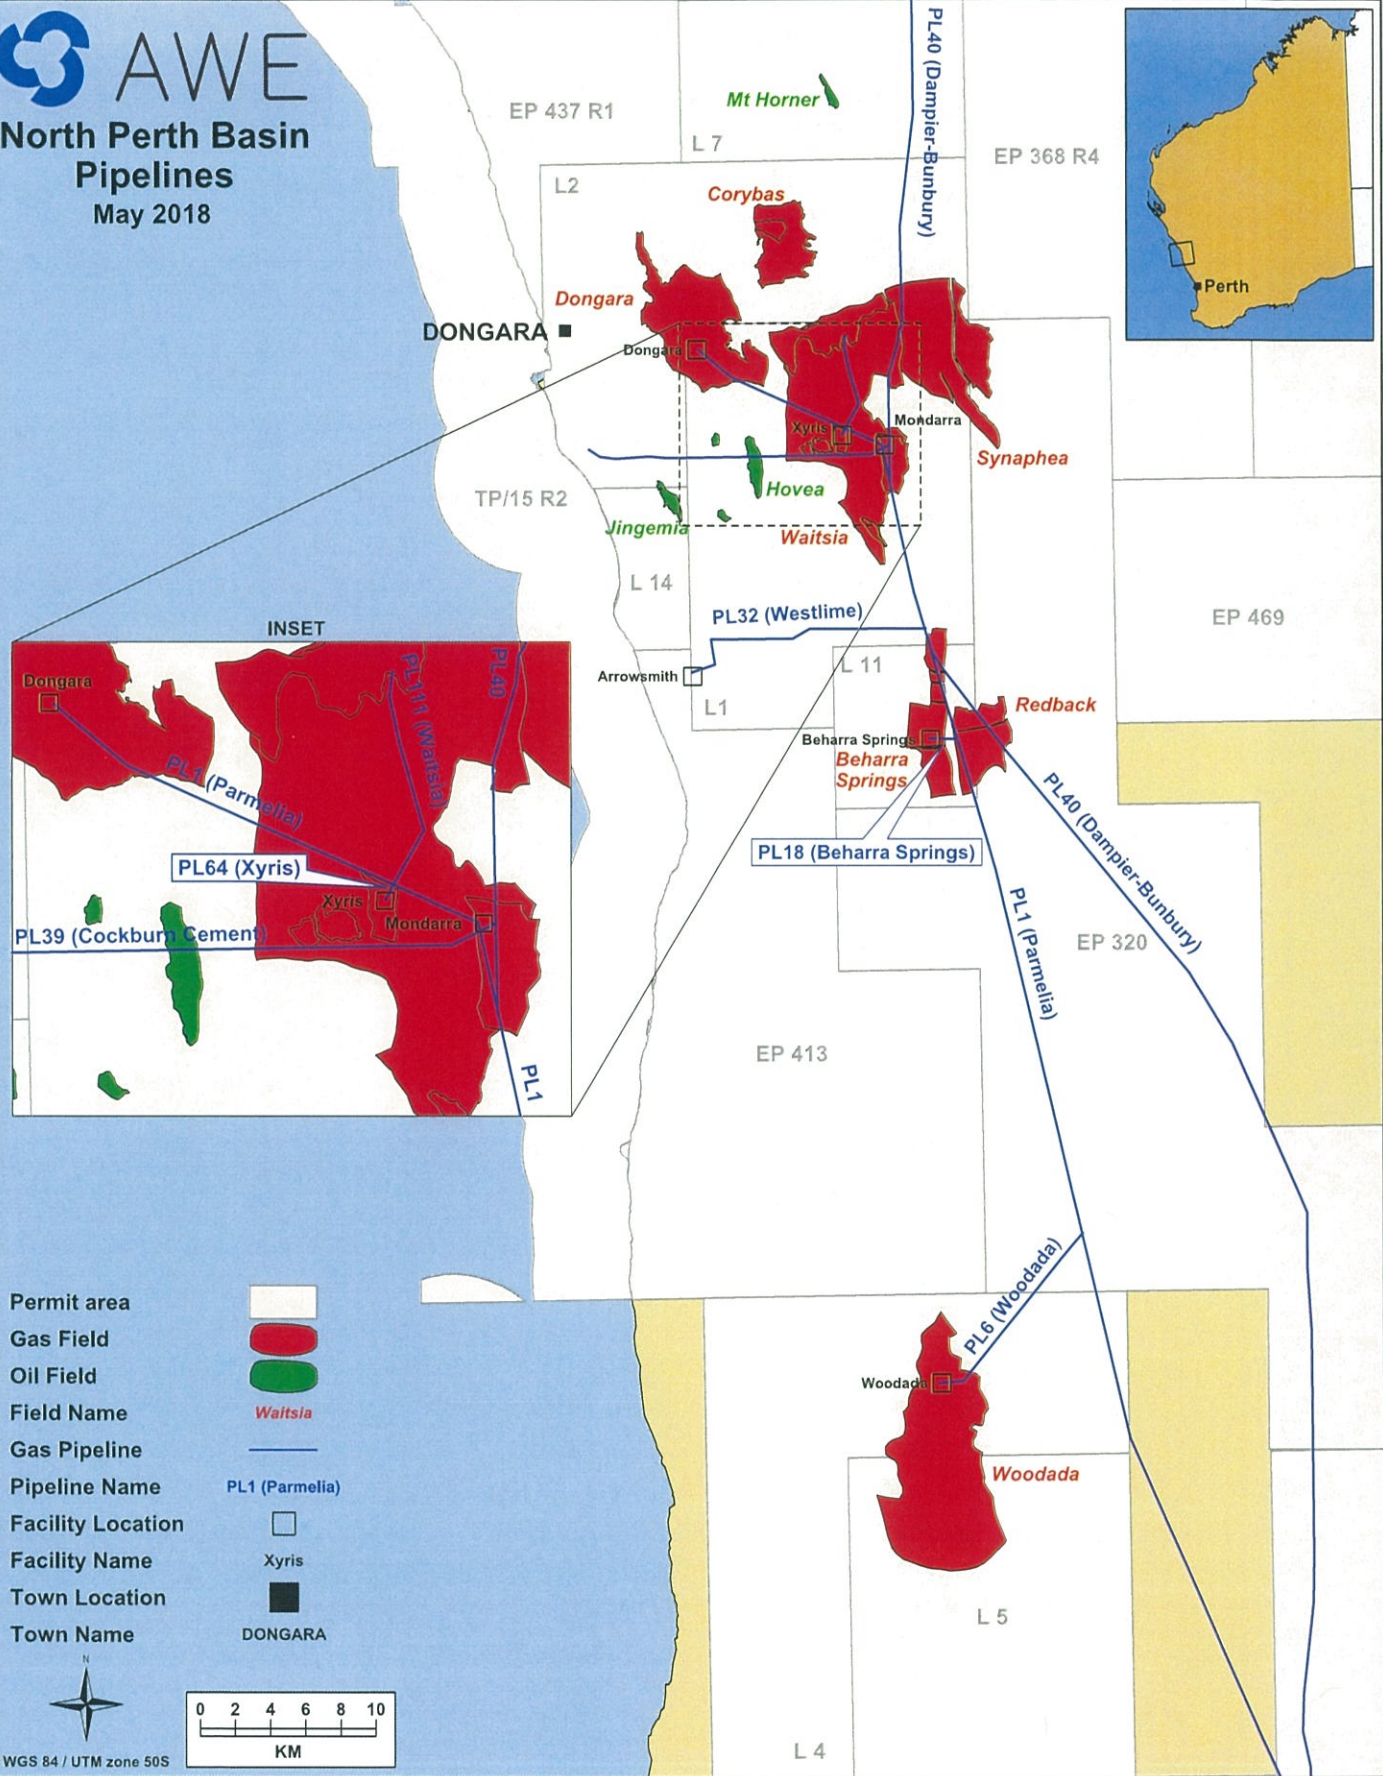 AWE
North Perth Basin
Pipelines
May 2018
EP 437 R1
Mt Horner
L 7
PL40 (Dampier-Bunbury)
EP 368 R4
Perth
L2
Corybas
Dongara
DONGARA
Dongara
Xyris
Mondarra
Synaphea
TP/15 R2
Hovea
Jingemia
Waitsia
L 14
PL32 (Westlime)
EP 469
Arrowsmith
L 11
L1
Redback
Beharra Springs
Beharra
Springs
PL18 (Beharra Springs)
PL40 (Dampier-Bunbury)
PL1 (Parmelia)
EP 320
EP 413
INSET
Dongara
PL111 (Waitsia)
PL40
PL1 (Parmelia)
PL64 (Xyris)
Xyris
Mondarra
PL39 (Cockburn Cement)
PL1
PL6 (Woodada)
Woodada
Woodada
L 5
L 4
Permit area
Gas Field
Oil Field
Field Name Waitsia
Gas Pipeline
Pipeline Name PL1 (Parmelia)
Facility Location
Facility Name Xyris
Town Location
Town Name DONGARA
N
0 2 4 6 8 10
KM
WGS 84 / UTM zone 50S